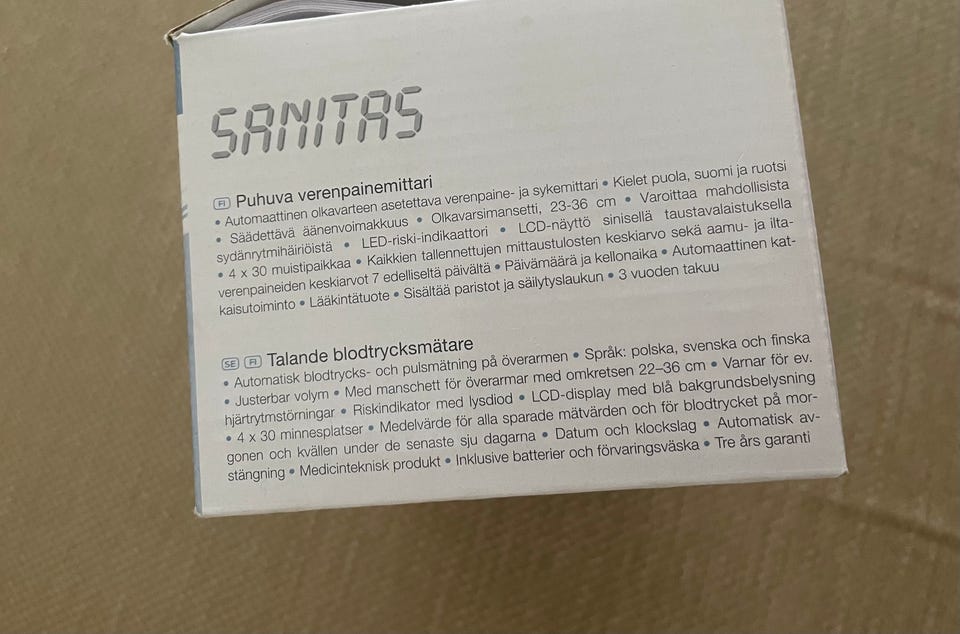 SANITAS
FI Puhuva verenpainemittari
• Automaattinen olkavarteen asetettava verenpaine- ja sykemittari • Kielet puola, suomi ja ruotsi
• Säädettävä äänenvoimakkuus • Olkavarsimansetti, 23-36 cm • Varoittaa mahdollisista
sydänrytmihäiriöistä • LED-riski-indikaattori • LCD-näyttö sinisellä taustavalaistuksella
• 4 x 30 muistipaikkaa • Kaikkien tallennettujen mittaustulosten keskiarvo sekä aamu- ja ilta-
verenpaineiden keskiarvot 7 edelliseltä päivältä • Päivämäärä ja kellonaika • Automaattinen kat-
kaisutoiminto • Lääkintätuote • Sisältää paristot ja säilytyslaukun • 3 vuoden takuu
SE FI Talande blodtrycksmätare
• Automatisk blodtrycks- och pulsmätning på överarmen • Språk: polska, svenska och finska
• Justerbar volym • Med manschett för överarmar med omkretsen 22–36 cm • Varnar för ev.
hjärtrytmstörningar • Riskindikator med lysdiod • LCD-display med blå bakgrundsbelysning
• 4 x 30 minnesplatser • Medelvärde för alla sparade mätvärden och för blodtrycket på mor-
gonen och kvällen under de senaste sju dagarna • Datum och klockslag • Automatisk av-
stängning • Medicinteknisk produkt • Inklusive batterier och förvaringsväska • Tre års garanti